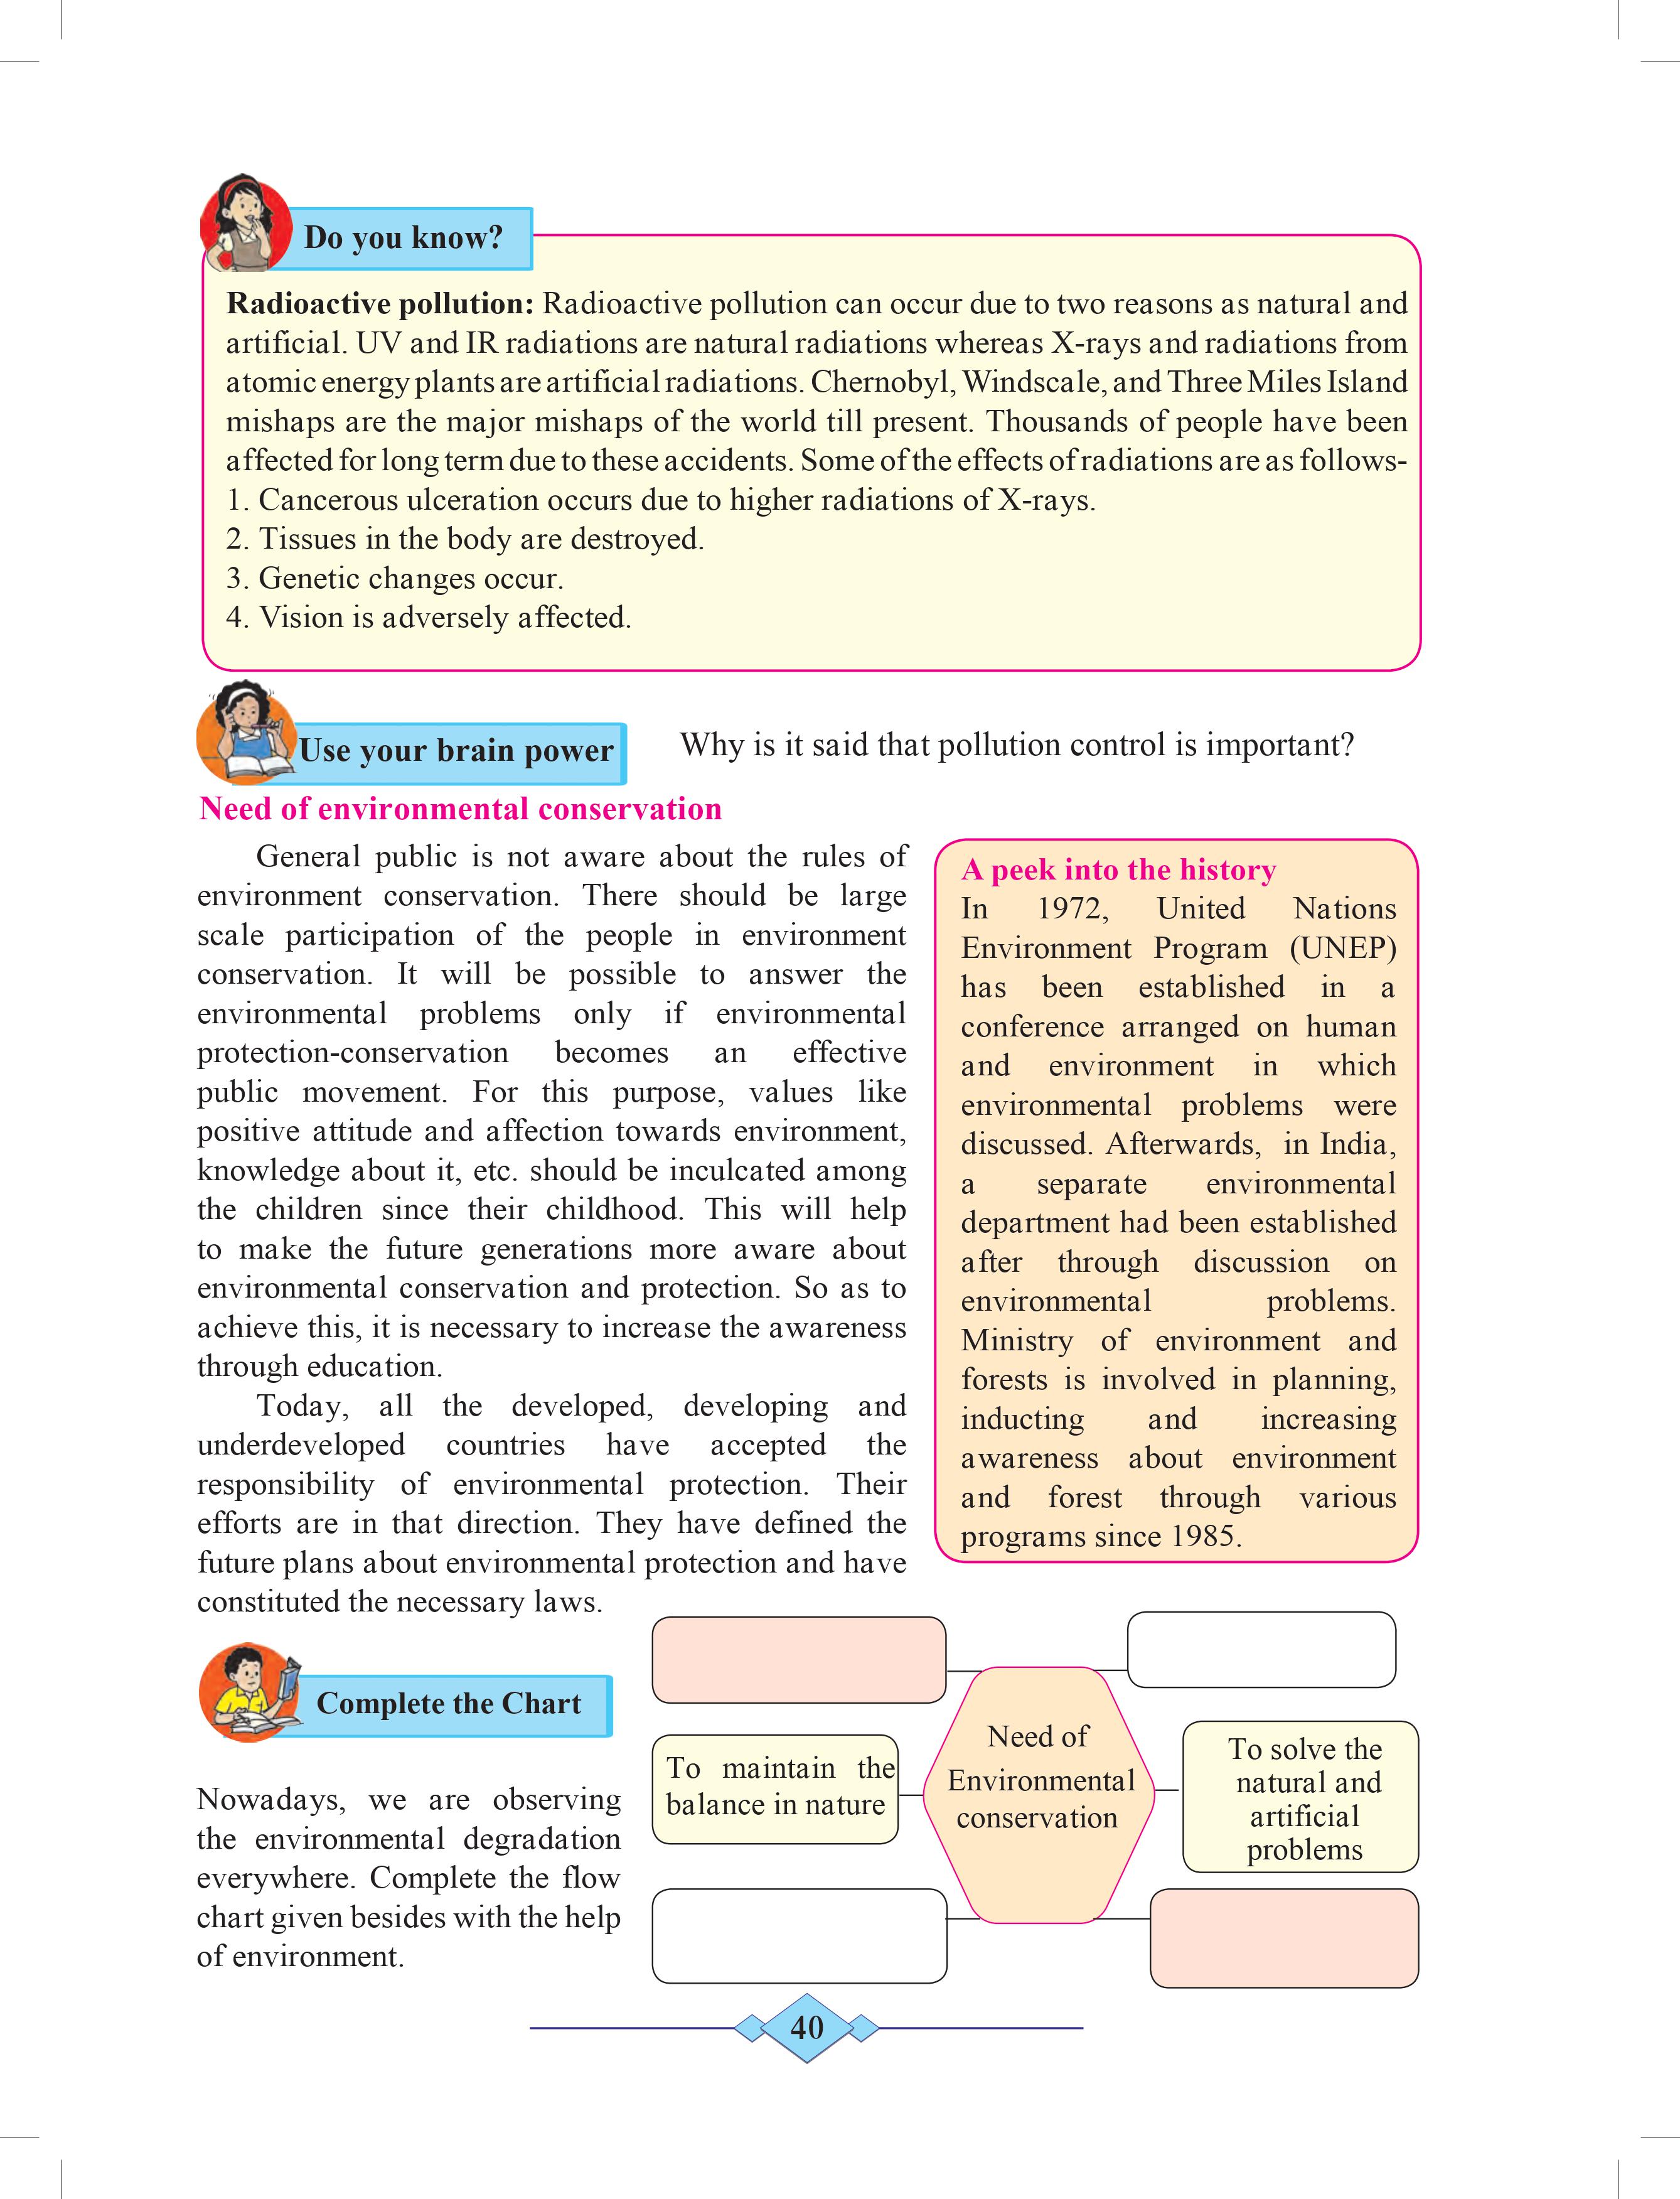 Do you know?
Radioactive pollution: Radioactive pollution can occur due to two reasons as natural and
artificial. UV and IR radiations are natural radiations whereas X-rays and radiations from
atomic energy plants are artificial radiations. Chernobyl, Windscale, and Three Miles Island
mishaps are the major mishaps of the world till present. Thousands of people have been
affected for long term due to these accidents. Some of the effects of radiations are as follows-
1. Cancerous ulceration occurs due to higher radiations of X-rays.
2. Tissues in the body are destroyed.
3. Genetic changes occur.
4. Vision is adversely affected.
Use your brain power
Why is it said that pollution control is important?
Need of environmental conservation
General public is not aware about the rules of
environment conservation. There should be large
scale participation of the people in environment
conservation. It will be possible to answer the
environmental problems only if environmental
protection-conservation becomes an effective
public movement. For this purpose, values like
positive attitude and affection towards environment,
knowledge about it, etc. should be inculcated among
the children since their childhood. This will help
to make the future generations more aware about
environmental conservation and protection. So as to
achieve this, it is necessary to increase the awareness
through education.
Today, all the developed, developing and
underdeveloped countries have accepted the
responsibility of environmental protection. Their
efforts are in that direction. They have defined the
future plans about environmental protection and have
constituted the necessary laws.
A peek into the history
In 1972, United Nations
Environment Program (UNEP)
has been established in a
conference arranged on human
and environment in which
environmental problems were
discussed. Afterwards, in India,
a separate environmental
department had been established
after through discussion on
environmental problems.
Ministry of environment and
forests is involved in planning,
inducting and increasing
awareness about environment
and forest through various
programs since 1985.
Complete the Chart
Nowadays, we are observing
the environmental degradation
everywhere. Complete the flow
chart given besides with the help
of environment.
To maintain the
balance in nature
Need of
Environmental
conservation
To solve the
natural and
artificial
problems
40